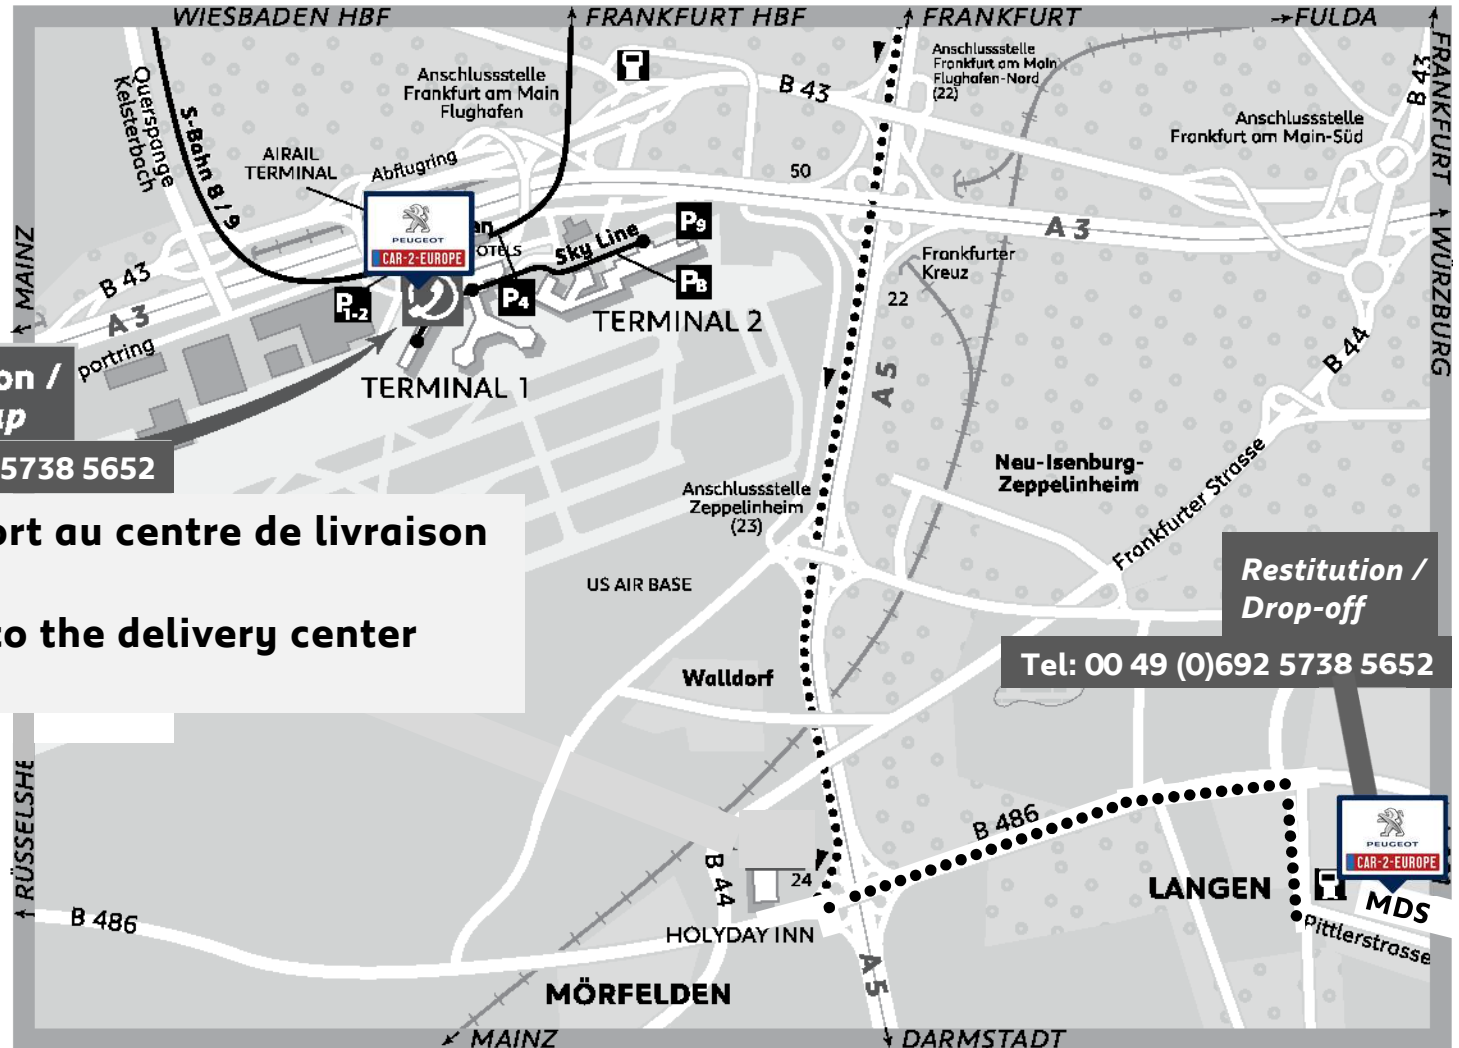 WIESBADEN HBF
FRANKFURT HBF
FRANKFURT
FULDA
FRANKFURT
WÜRZBURG
MAINZ
RÜSSELSHE
Querspange
Kelsterbach
S-Bahn 8 / 9
Anschlussstelle
Frankfurt am Main
Flughafen
B 43
Anschlussstelle
Frankfurt am Main
Flughafen-Nord
(22)
B 43
Anschlussstelle
Frankfurt am Main-Süd
AIRAIL
TERMINAL
Abflugring
50
PEUGEOT
CAR-2-EUROPE
en
OTELS
Sky Line
P9
P8
P4
P1-2
A 3
Frankfurter
Kreuz
22
B 43
A 3
portring
TERMINAL 2
TERMINAL 1
A 5
B 44
on /
up
5738 5652
Neu-Isenburg-
Zeppelinheim
Frankfurter Strasse
Anschlussstelle
Zeppelinheim
(23)
ort au centre de livraison
to the delivery center
US AIR BASE
Restitution /
Drop-off
Tel: 00 49 (0)692 5738 5652
Walldorf
B 486
PEUGEOT
CAR-2-EUROPE
B 44
24
LANGEN
MDS
Pittlerstrasse
B 486
HOLYDAY INN
A 5
MÖRFELDEN
MAINZ
DARMSTADT